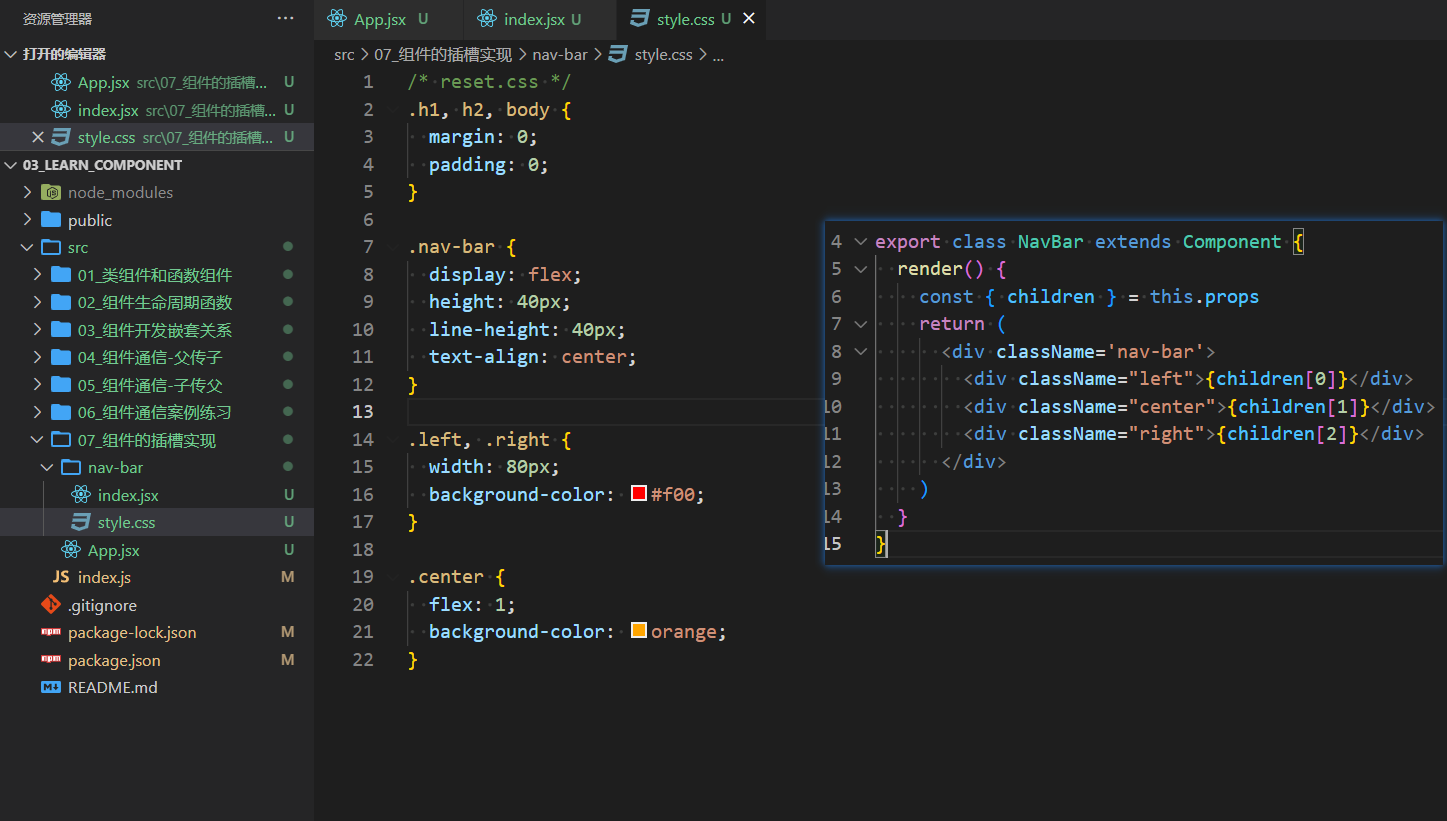 资源管理器 ···
打开的编辑器
App.jsx src\07_组件的插槽... U
index.jsx src\07_组件的插槽... U
style.css src\07_组件的插槽... U
03_LEARN_COMPONENT
node_modules
public
src
01_类组件和函数组件
02_组件生命周期函数
03_组件开发嵌套关系
04_组件通信-父传子
05_组件通信-子传父
06_组件通信案例练习
07_组件的插槽实现
nav-bar
index.jsx U
style.css U
App.jsx U
JS index.js M
.gitignore
package-lock.json M
package.json M
README.md
App.jsx U index.jsx U style.css U
src > 07_组件的插槽实现 > nav-bar > style.css > ...
1 /* reset.css */
2 .h1, h2, body {
3 margin: 0;
4 padding: 0;
5 }
6
7 .nav-bar {
8 display: flex;
9 height: 40px;
10 line-height: 40px;
11 text-align: center;
12 }
13
14 .left, .right {
15 width: 80px;
16 background-color: #f00;
17 }
18
19 .center {
20 flex: 1;
21 background-color: orange;
22 }
4 export class NavBar extends Component {
5 render() {
6 const { children } = this.props
7 return (
8 <div className='nav-bar'>
9 <div className="left">{children[0]}</div>
10 <div className="center">{children[1]}</div>
11 <div className="right">{children[2]}</div>
12 </div>
13 )
14 }
15 }